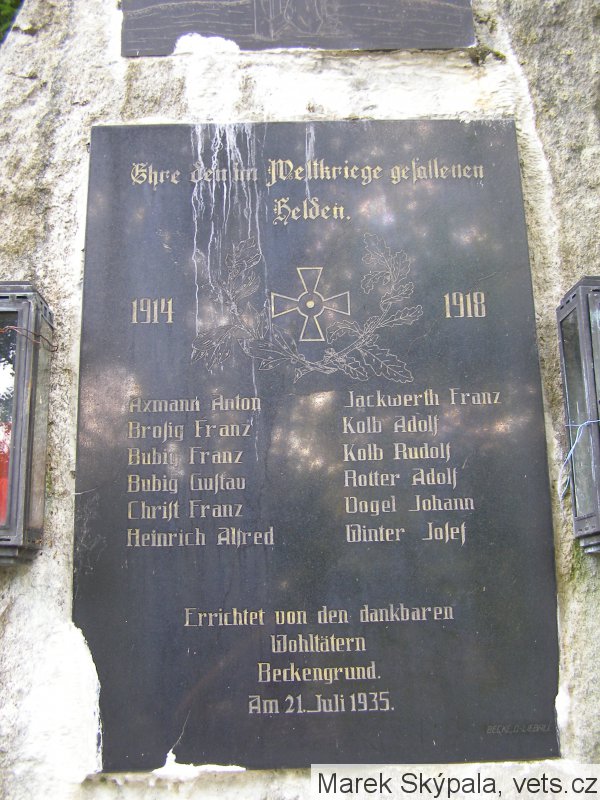 Ehre den im Weltkriege gefallenen
Helden.
1914 1918
Axmann Anton
Brosig Franz
Bubig Franz
Bubig Gustav
Christ Franz
Heinrich Alfred
Jackwerth Franz
Kolb Adolf
Kolb Rudolf
Rotter Adolf
Vogel Johann
Winter Josef
Errichtet von den dankbaren
Wohltätern
Beckengrund.
Am 21. Juli 1935.
Marek Skýpala, vets.cz